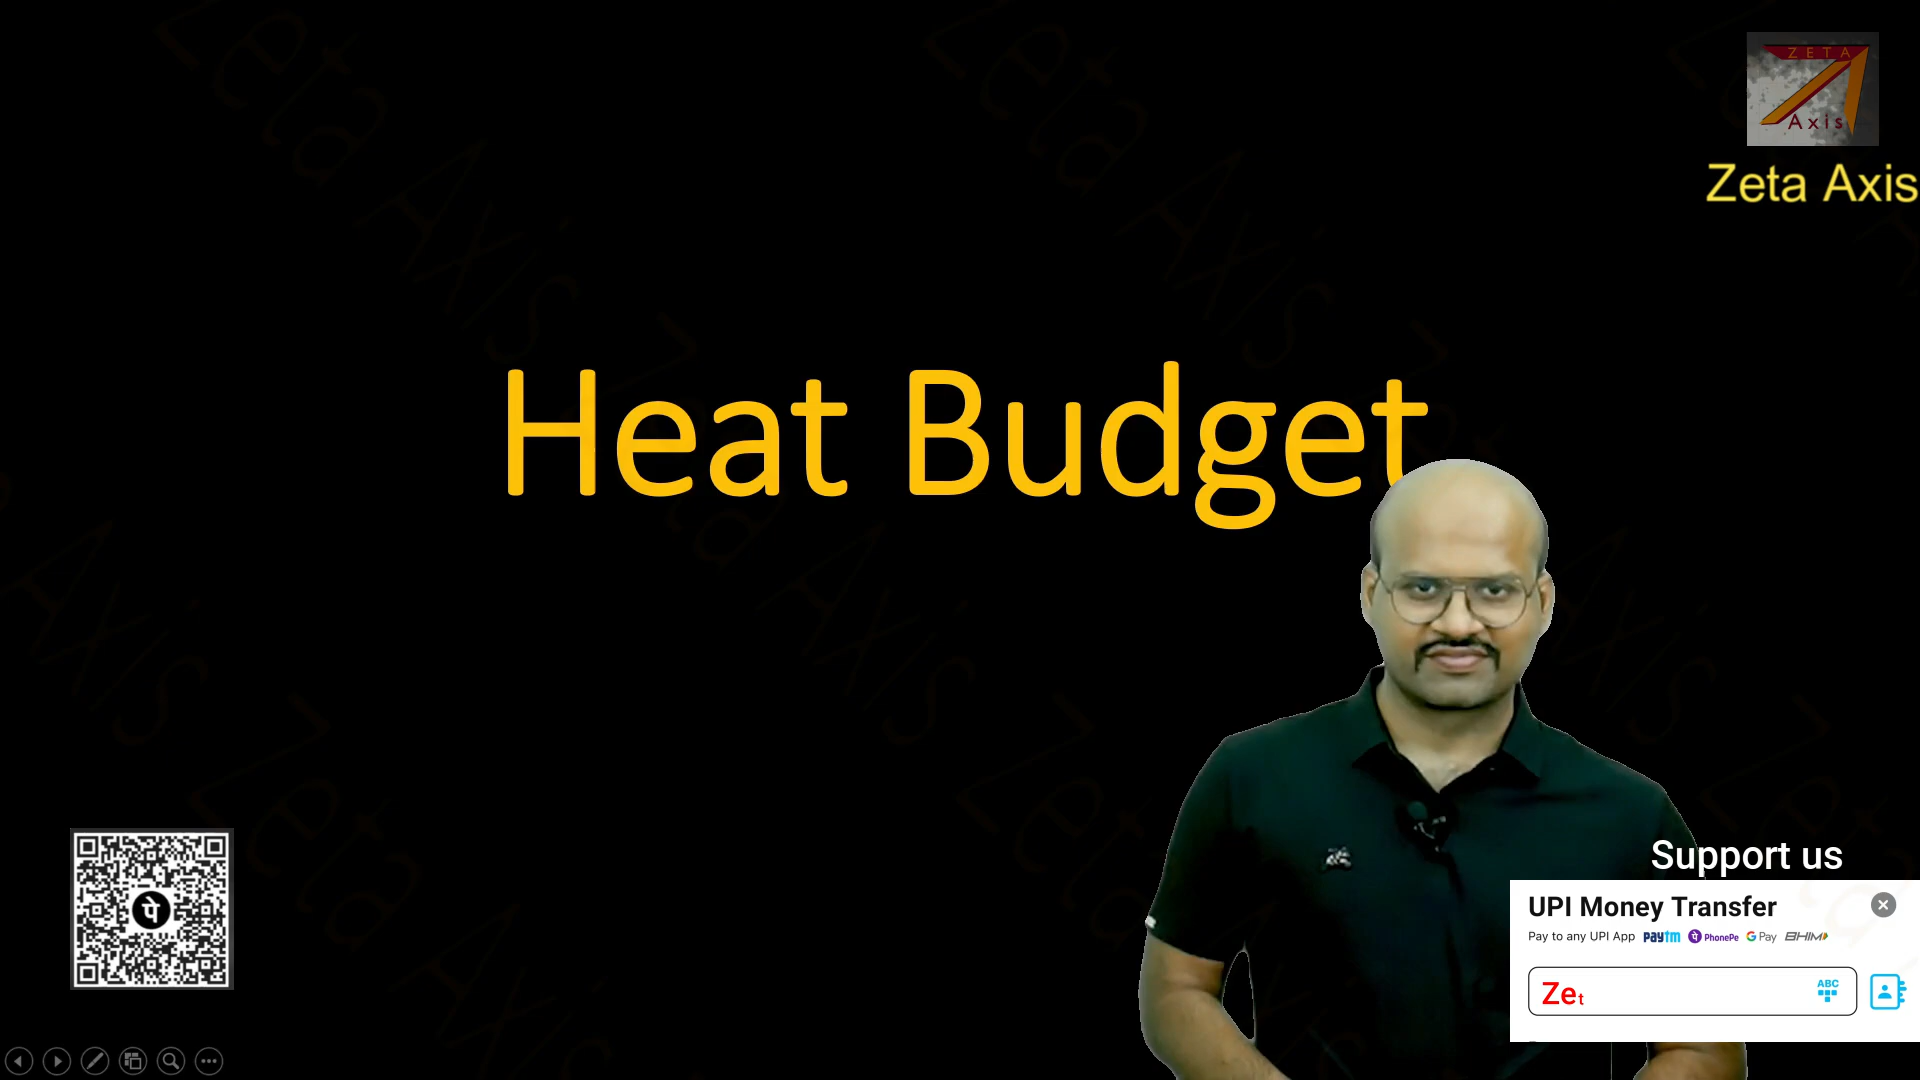 ZETA
Axis
Zeta Axis
Heat Budget
पे
Support us
UPI Money Transfer
Pay to any UPI App paytm PhonePe G Pay BHIM
Zet
ABC